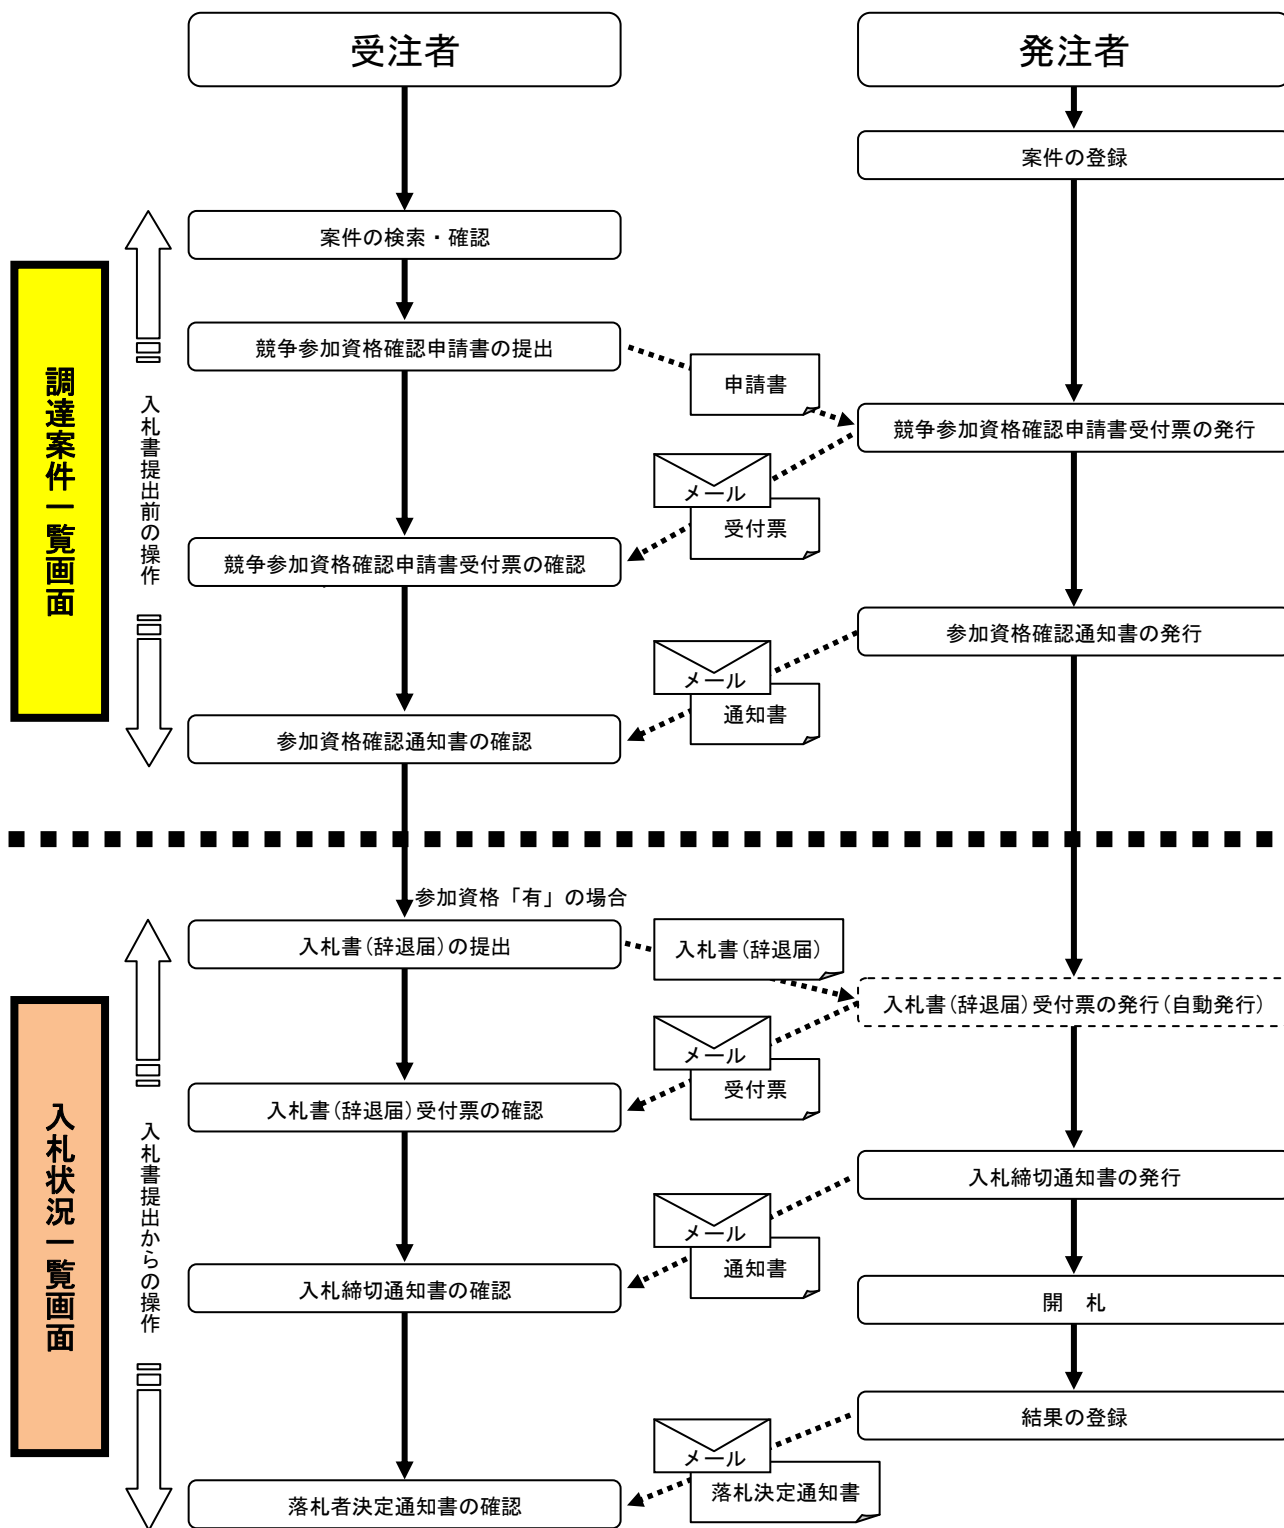 受注者
発注者
案件の登録
案件の検索・確認
競争参加資格確認申請書の提出
申請書
競争参加資格確認申請書受付票の発行
メール
受付票
競争参加資格確認申請書受付票の確認
参加資格確認通知書の発行
メール
通知書
参加資格確認通知書の確認
調達案件一覧画面
入札書提出前の操作
参加資格「有」の場合
入札書(辞退届)の提出
入札書(辞退届)
入札書(辞退届)受付票の発行(自動発行)
メール
受付票
入札書(辞退届)受付票の確認
入札締切通知書の発行
メール
通知書
入札締切通知書の確認
開　札
結果の登録
メール
落札決定通知書
落札者決定通知書の確認
入札状況一覧画面
入札書提出からの操作